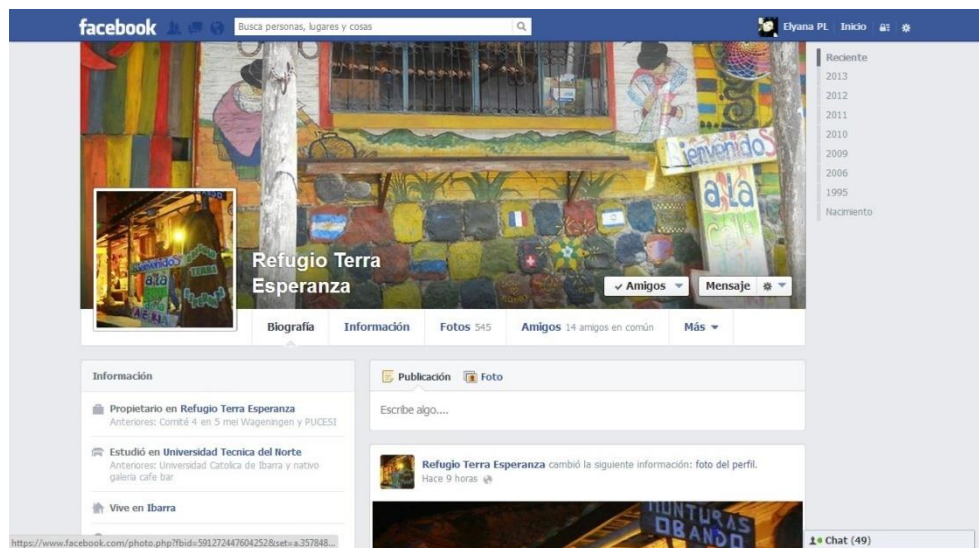 facebook
Busca personas, lugares y cosas
Elyana PL Inicio
Reciente
2013
2012
2011
2010
2009
2006
1995
Nacimiento
Bienvenidos
a la
Bienvenidos
a la
TERRA
Refugio Terra
Esperanza
Amigos
Mensaje
Biografía Información Fotos 545 Amigos 14 amigos en común Más
Información
Propietario en Refugio Terra Esperanza
Anteriores: Comité 4 en 5 mei Wageningen y PUCESI
Estudió en Universidad Tecnica del Norte
Anteriores: Universidad Catolica de Ibarra y nativo
galeria cafe bar
Vive en Ibarra
Publicación Foto
Escribe algo....
Refugio Terra Esperanza cambió la siguiente información: foto del perfil.
Hace 9 horas
MONTURAS
OBANDO
https://www.facebook.com/photo.php?fbid=591272447604252&set=a.357848...
Chat (49)